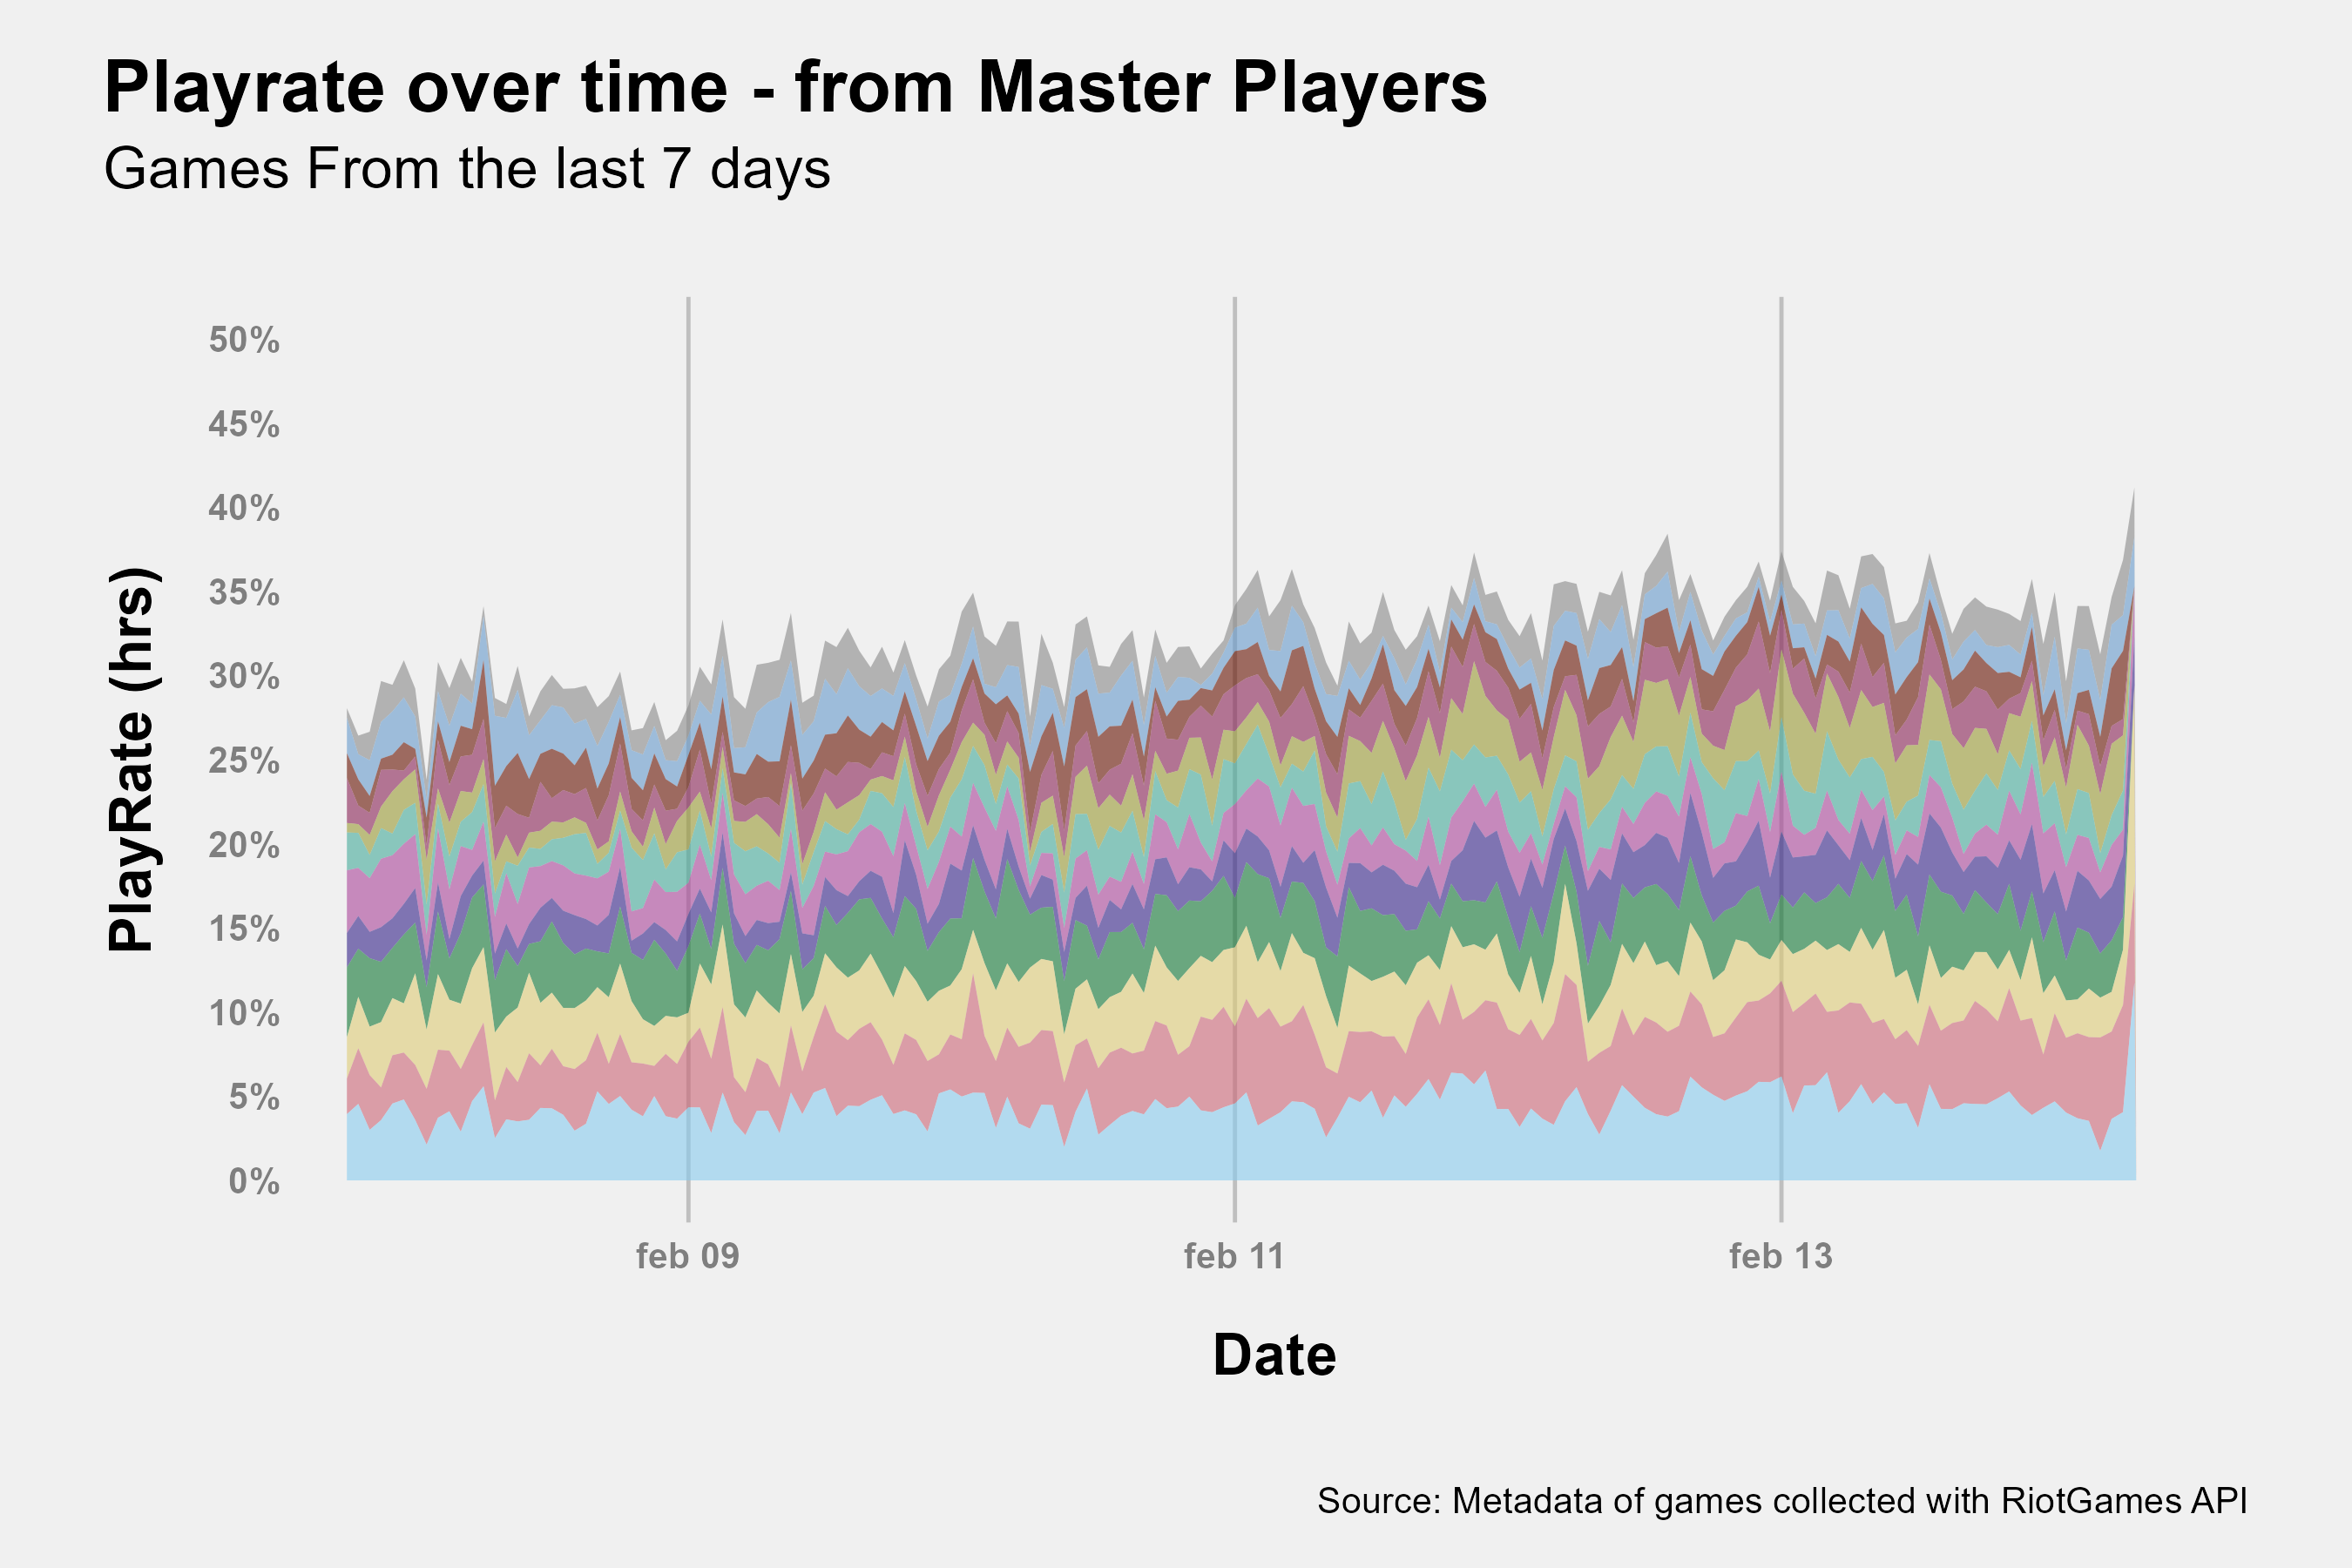 Playrate over time - from Master Players
Games From the last 7 days
50%
45%
40%
35%
30%
25%
20%
15%
10%
5%
0%
PlayRate (hrs)
feb 09
feb 11
feb 13
Date
Source: Metadata of games collected with RiotGames API